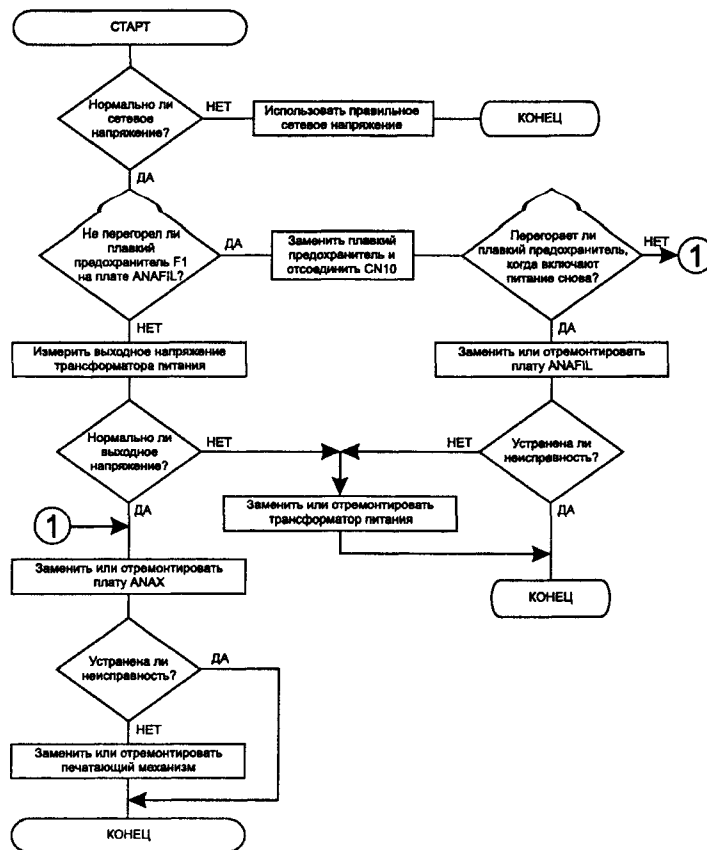 СТАРТ
Нормально ли
сетевое
напряжение?
НЕТ
Использовать правильное
сетевое напряжение
КОНЕЦ
ДА
Не перегорел ли
плавкий
предохранитель F1
на плате ANAFIL?
ДА
Заменить плавкий
предохранитель и
отсоединить CN10
Перегорает ли
плавкий предохранитель,
когда включают
питание снова?
НЕТ
1
НЕТ
Измерить выходное напряжение
трансформатора питания
ДА
Заменить или отремонтировать
плату ANAFIL
Нормально ли
выходное
напряжение?
НЕТ
НЕТ
Устранена ли
неисправность?
ДА
Заменить или отремонтировать
трансформатор питания
ДА
1
КОНЕЦ
Заменить или отремонтировать
плату ANAX
Устранена ли
неисправность?
ДА
НЕТ
Заменить или отремонтировать
печатающий механизм
КОНЕЦ